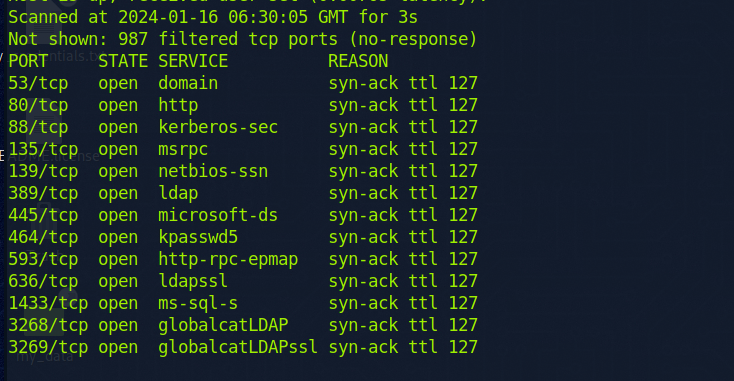 Scanned at 2024-01-16 06:30:05 GMT for 3s
Not shown: 987 filtered tcp ports (no-response)
PORT     STATE SERVICE          REASON
53/tcp   open  domain           syn-ack ttl 127
80/tcp   open  http             syn-ack ttl 127
88/tcp   open  kerberos-sec     syn-ack ttl 127
135/tcp  open  msrpc            syn-ack ttl 127
139/tcp  open  netbios-ssn      syn-ack ttl 127
389/tcp  open  ldap             syn-ack ttl 127
445/tcp  open  microsoft-ds     syn-ack ttl 127
464/tcp  open  kpasswd5         syn-ack ttl 127
593/tcp  open  http-rpc-epmap   syn-ack ttl 127
636/tcp  open  ldapssl          syn-ack ttl 127
1433/tcp open  ms-sql-s         syn-ack ttl 127
3268/tcp open  globalcatLDAP    syn-ack ttl 127
3269/tcp open  globalcatLDAPssl syn-ack ttl 127
my_data